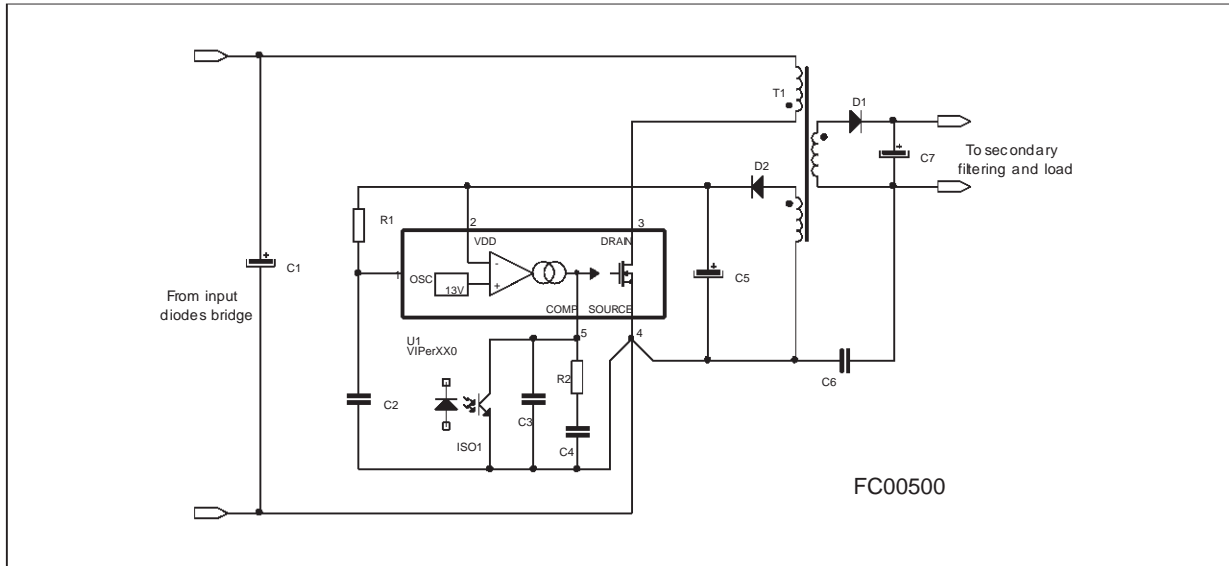 T1
D1
To secondary
filtering and load
C7
D2
R1
2
3
VDD
DRAIN
1
OSC
-
+
13V
COMP
SOURCE
C5
+
C1
From input
diodes bridge
U1
VIPerXX0
5
4
R2
C6
C2
C3
ISO1
C4
FC00500